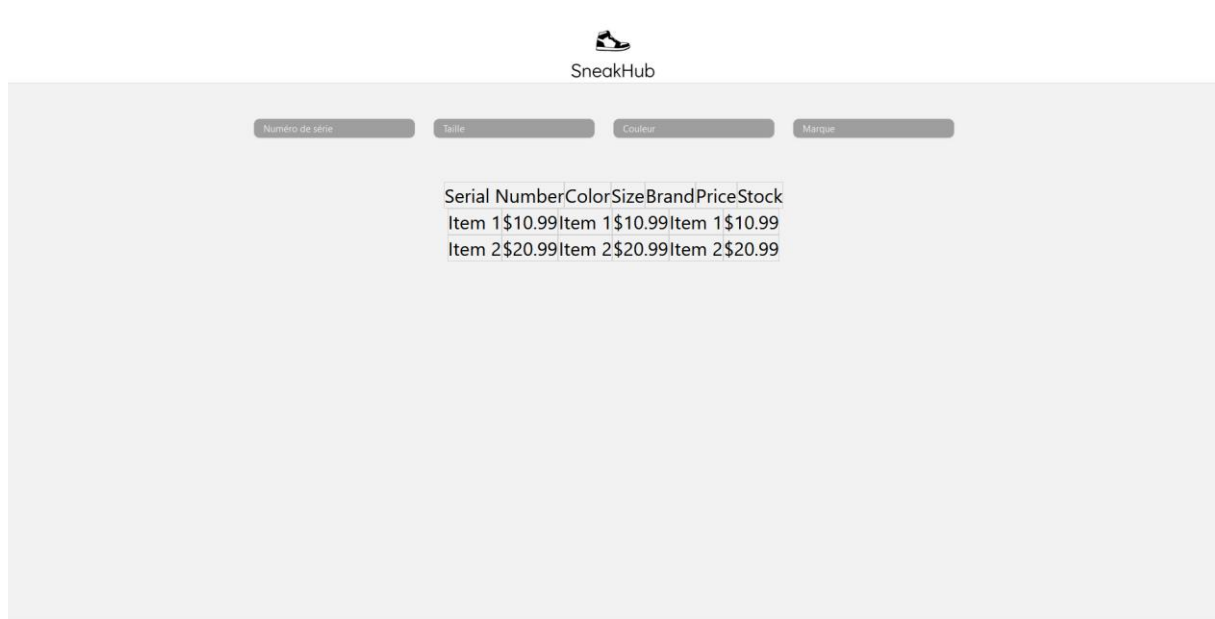 SneakHub
Numéro de série Taille Couleur Marque
Serial Number Color Size Brand Price Stock
Item 1 $10.99 Item 1 $10.99 Item 1 $10.99
Item 2 $20.99 Item 2 $20.99 Item 2 $20.99